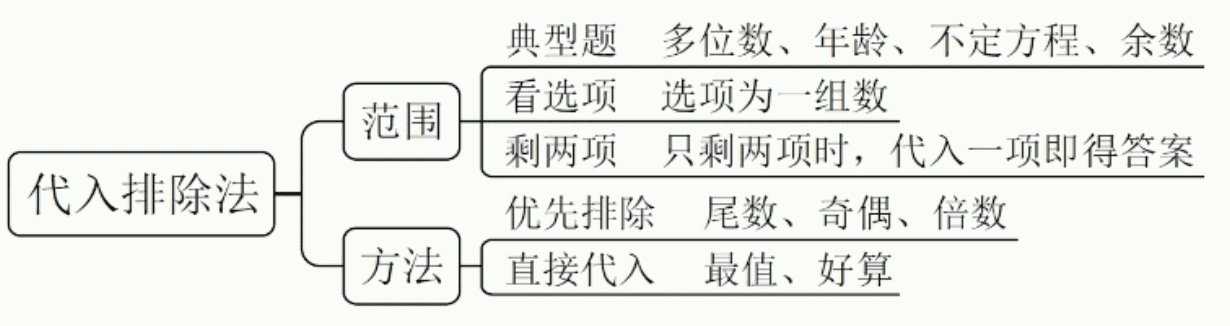 代入排除法
范围
典型题 多位数、年龄、不定方程、余数
看选项 选项为一组数
剩两项 只剩两项时，代入一项即得答案
方法
优先排除 尾数、奇偶、倍数
直接代入 最值、好算